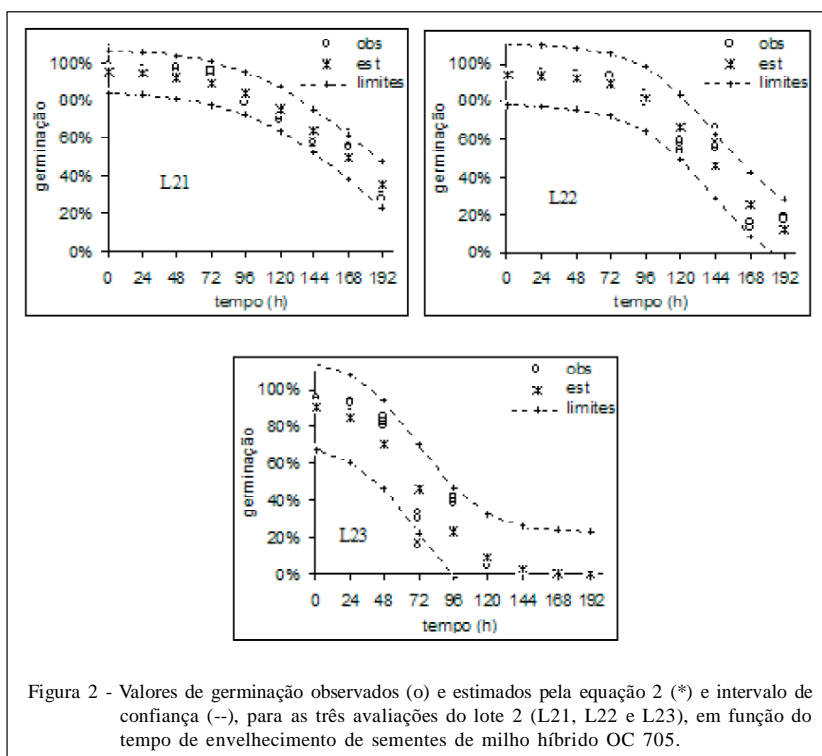 obs
est
limites
100%
80%
60%
40%
20%
0%
germinação
L21
0 24 48 72 96 120 144 168 192
tempo (h)
obs
est
limites
100%
80%
60%
40%
20%
0%
germinação
L22
0 24 48 72 96 120 144 168 192
tempo (h)
obs
est
limites
100%
80%
60%
40%
20%
0%
germinação
L23
0 24 48 72 96 120 144 168 192
tempo (h)
Figura 2 - Valores de germinação observados (o) e estimados pela equação 2 (*) e intervalo de
confiança (--), para as três avaliações do lote 2 (L21, L22 e L23), em função do
tempo de envelhecimento de sementes de milho híbrido OC 705.